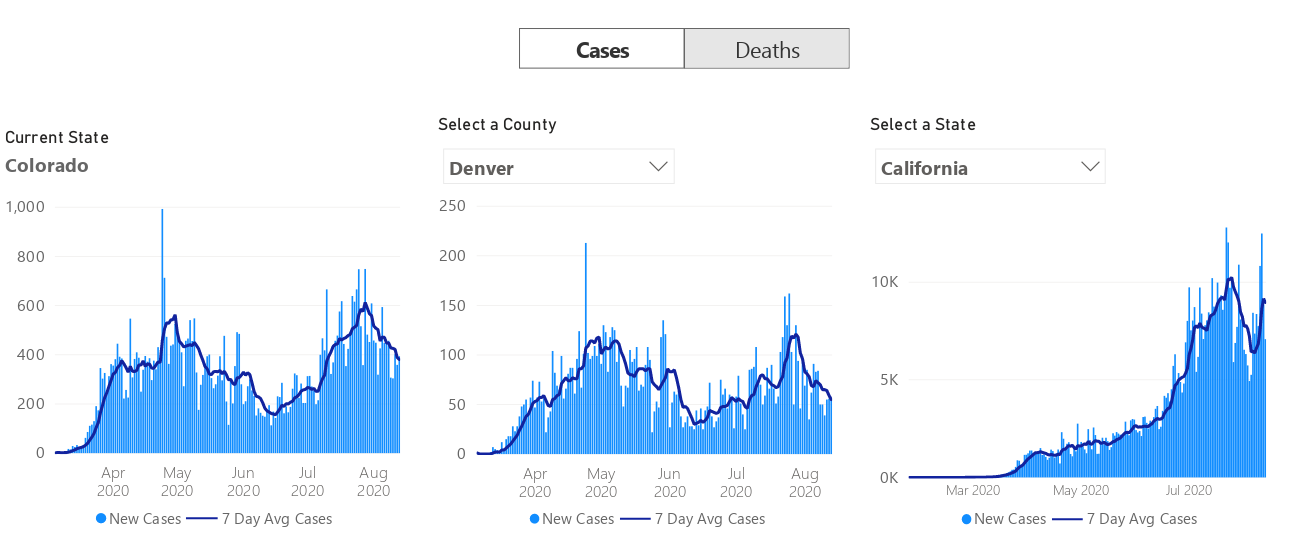 Cases Deaths
Current State
Colorado
1,000
800
600
400
200
0
Apr 2020
May 2020
Jun 2020
Jul 2020
Aug 2020
New Cases 7 Day Avg Cases
Select a County
Denver
250
200
150
100
50
0
Apr 2020
May 2020
Jun 2020
Jul 2020
Aug 2020
New Cases 7 Day Avg Cases
Select a State
California
10K
5K
0K
Mar 2020 May 2020 Jul 2020
New Cases 7 Day Avg Cases